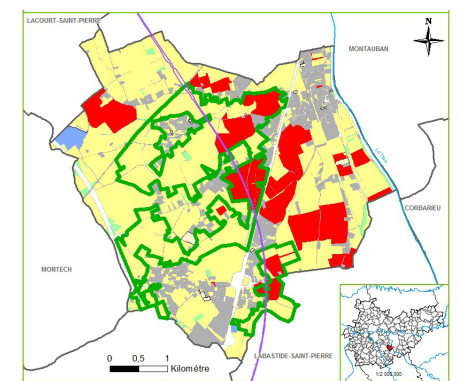 LACOURT-SAINT-PIERRE
N
MONTAUBAN
Le Tarn
CORBARIEU
MONTECH
LABASTIDE-SAINT-PIERRE
0 0,5 1
Kilomètre
1/2 000 000